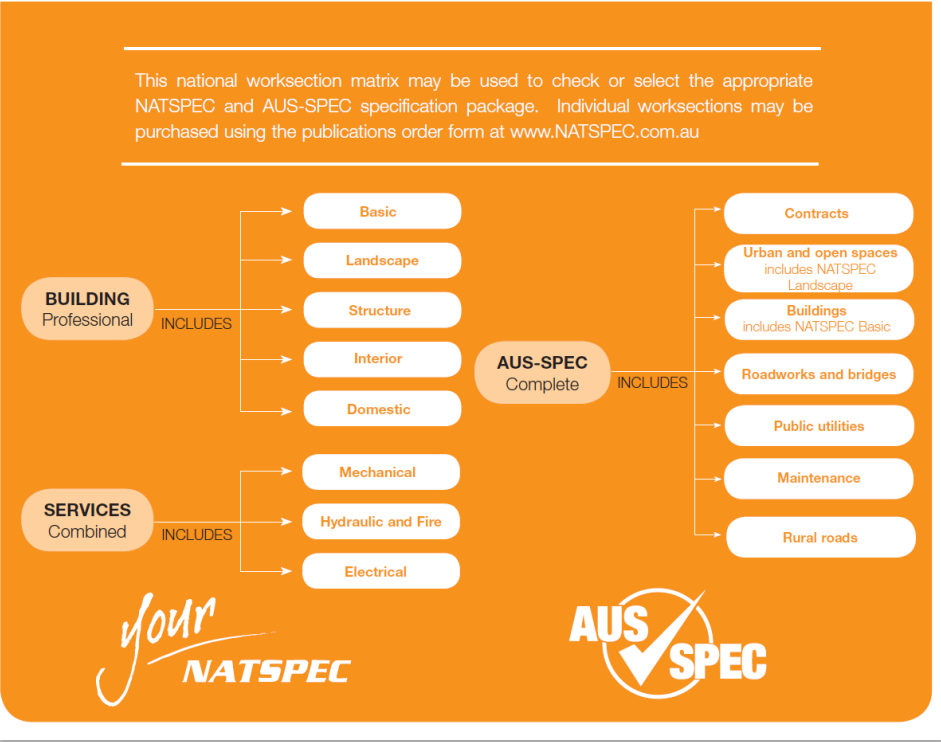 This national worksection matrix may be used to check or select the appropriate
NATSPEC and AUS-SPEC specification package. Individual worksections may be
purchased using the publications order form at www.NATSPEC.com.au
BUILDING
Professional
INCLUDES
Basic
Landscape
Structure
Interior
Domestic
SERVICES
Combined
INCLUDES
Mechanical
Hydraulic and Fire
Electrical
your
NATSPEC
AUS-SPEC
Complete
INCLUDES
Contracts
Urban and open spaces
includes NATSPEC
Landscape
Buildings
includes NATSPEC Basic
Roadworks and bridges
Public utilities
Maintenance
Rural roads
AUS
SPEC